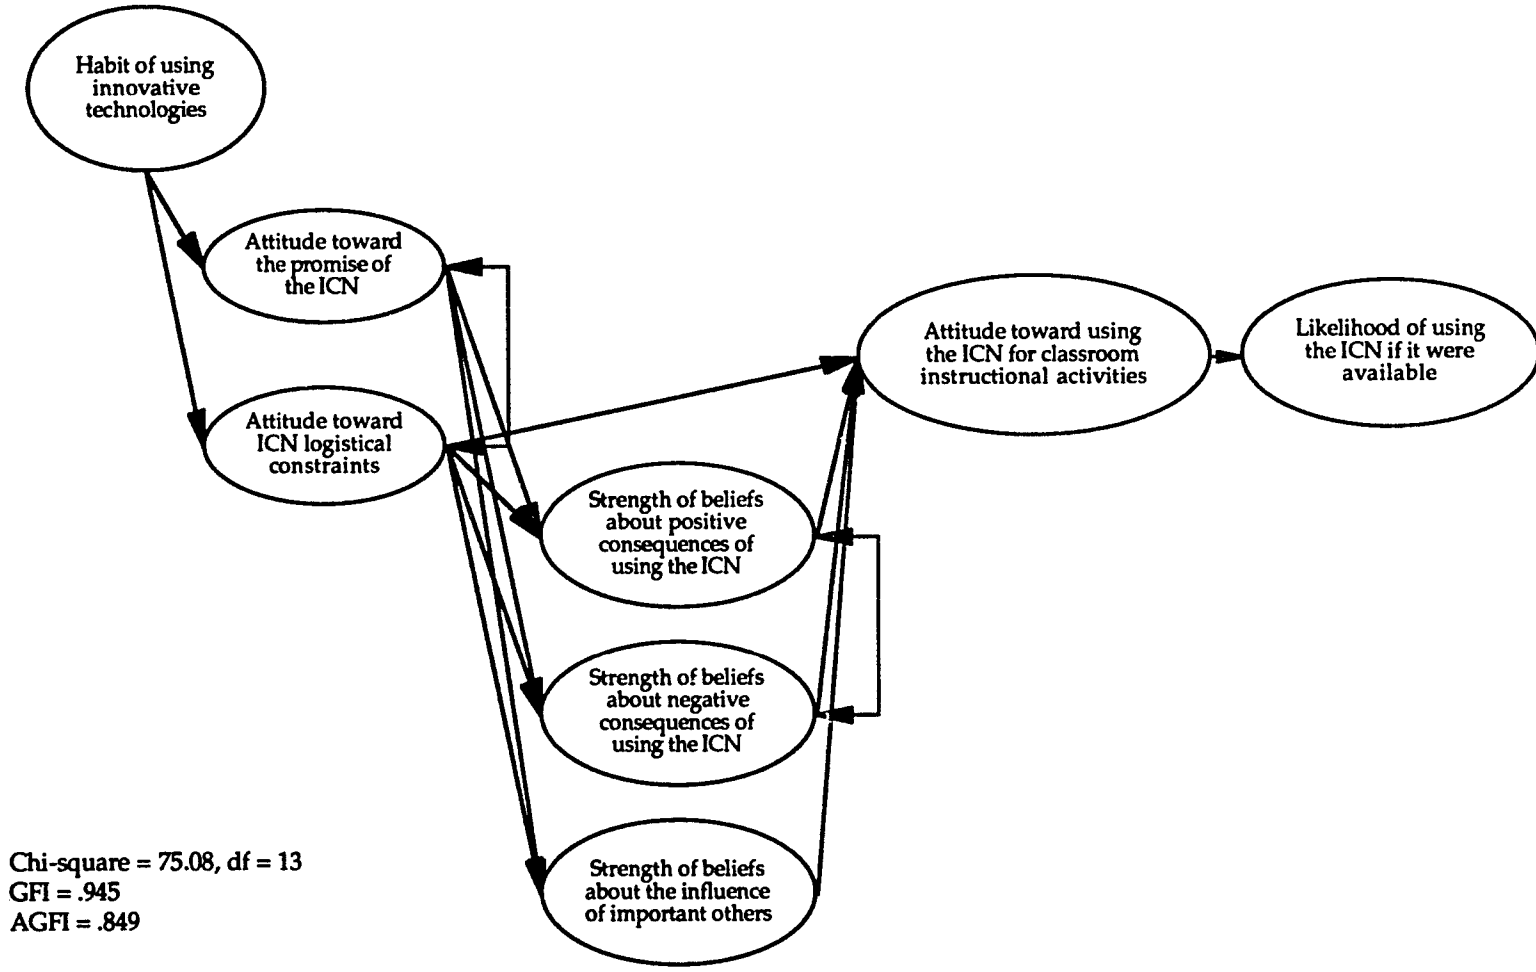 Habit of using
innovative
technologies
Attitude toward
the promise of
the ICN
Attitude toward
ICN logistical
constraints
Strength of beliefs
about positive
consequences of
using the ICN
Strength of beliefs
about negative
consequences of
using the ICN
Strength of beliefs
about the influence
of important others
Attitude toward using
the ICN for classroom
instructional activities
Likelihood of using
the ICN if it were
available
Chi-square = 75.08, df = 13
GFI = .945
AGFI = .849